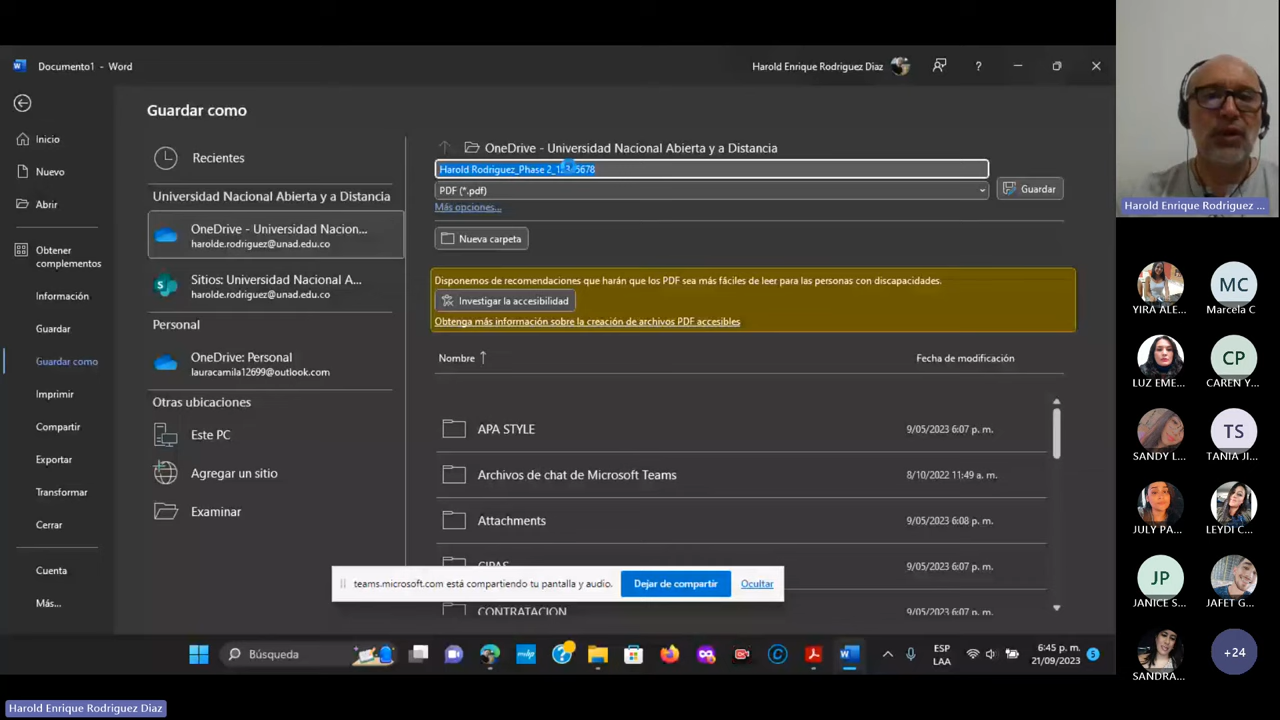 Documento1 - Word
Harold Enrique Rodriguez Diaz
?
Guardar como
Inicio
Nuevo
Abrir
Obtener
complementos
Información
Guardar
Guardar como
Imprimir
Compartir
Exportar
Transformar
Cerrar
Cuenta
Más...
Recientes
Universidad Nacional Abierta y a Distancia
OneDrive - Universidad Nacion...
harolde.rodriguez@unad.edu.co
Sitios: Universidad Nacional A...
harolde.rodriguez@unad.edu.co
Personal
OneDrive: Personal
lauracamila12699@outlook.com
Otras ubicaciones
Este PC
Agregar un sitio
Examinar
OneDrive - Universidad Nacional Abierta y a Distancia
Harold Rodriguez_Phase 2_12345678
PDF (*.pdf)
Guardar
Más opciones...
Nueva carpeta
Disponemos de recomendaciones que harán que los PDF sea más fáciles de leer para las personas con discapacidades.
Investigar la accesibilidad
Obtenga más información sobre la creación de archivos PDF accesibles
Nombre ↑ Fecha de modificación
APA STYLE 9/05/2023 6:07 p. m.
Archivos de chat de Microsoft Teams 8/10/2022 11:49 a. m.
Attachments 9/05/2023 6:08 p. m.
CIPAS 9/05/2023 6:07 p. m.
CONTRATACION 9/05/2023 6:07 p. m.
teams.microsoft.com está compartiendo tu pantalla y audio.
Dejar de compartir
Ocultar
Búsqueda
ESP
LAA
6:45 p. m.
21/09/2023
5
Harold Enrique Rodriguez Diaz
Harold Enrique Rodriguez ...
MC
YIRA ALE...
Marcela C
CP
LUZ EME...
CAREN Y...
TS
SANDY L...
TANIA JI...
JULY PA...
LEYDI C...
JP
JANICE S...
JAFET G...
+24
SANDRA...